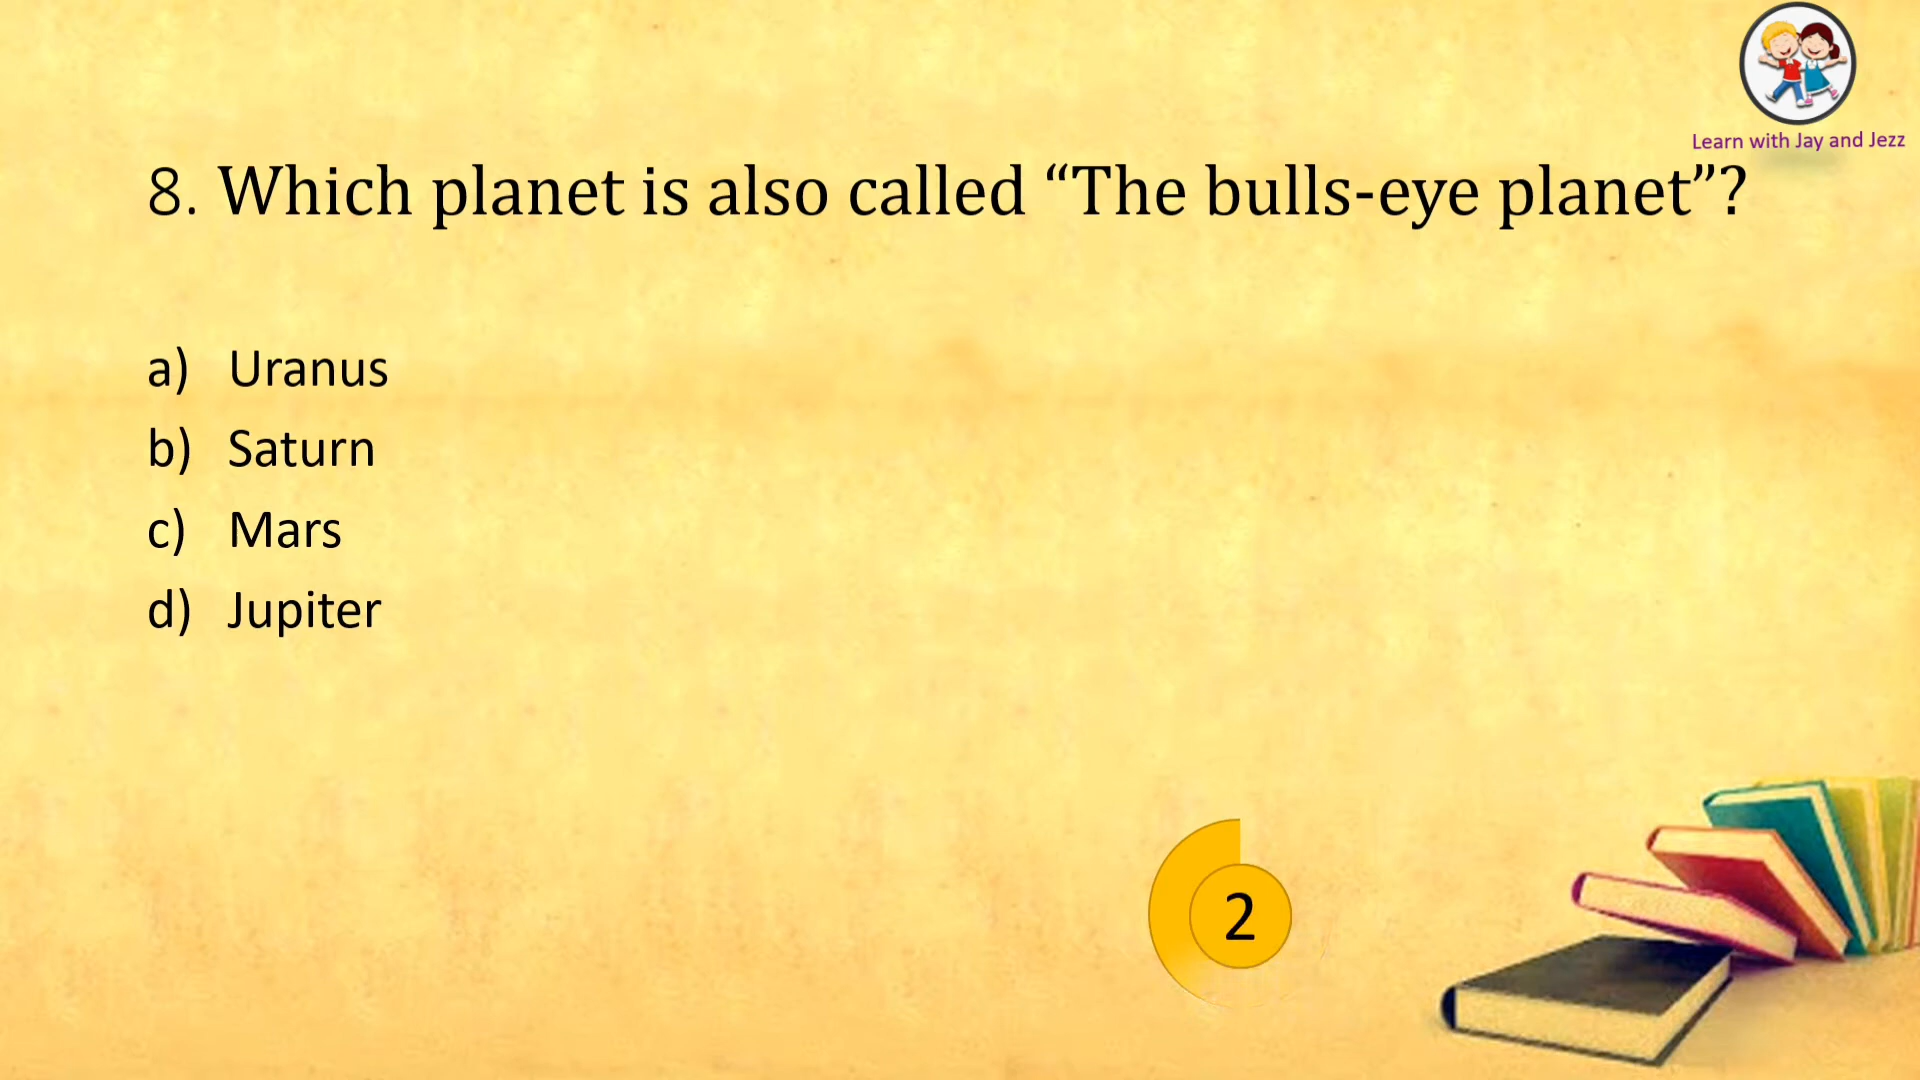 Learn with Jay and Jezz
8. Which planet is also called “The bulls-eye planet”?
a) Uranus
b) Saturn
c) Mars
d) Jupiter
2